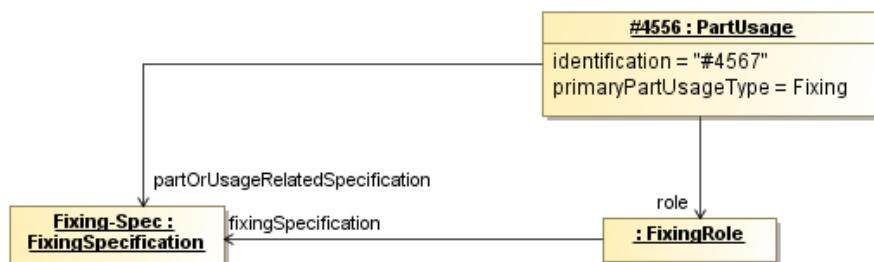 #4556 : PartUsage
identification = "#4567"
primaryPartUsageType = Fixing
partOrUsageRelatedSpecification
role
Fixing-Spec :
FixingSpecification
fixingSpecification
: FixingRole